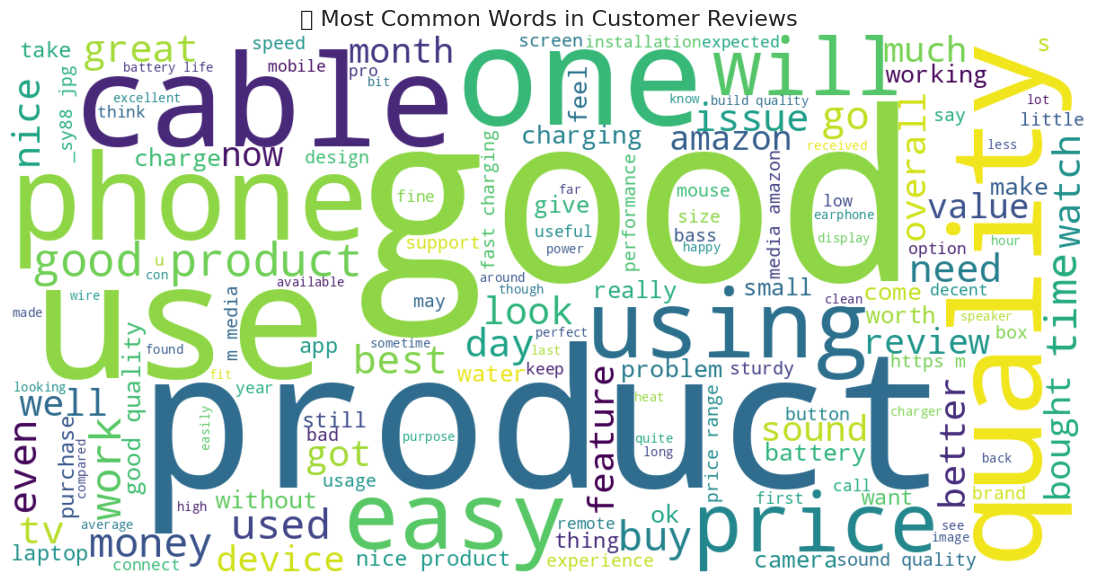 ▯ Most Common Words in Customer Reviews
take
great
speed
month
screen
installation
expected
much
s
nice
_sy88 jpg
battery life
mobile
pro
bit
excellent
think
cable
one
will
working
feel
know
build quality
lot
little
less
issue
go
say
charge
now
design
charging
amazon
received
overall
quality
phone
good
fine
fast charging
far
give
useful
power
performance
mouse
size
bass
happy
media amazon
low
earphone
display
value
make
watch
option
hour
good product
u
con
available
support
around
though
may
need
come
decent
wire
made
use
m media
app
found
fit
year
look
really
small
clean
using
worth
box
speaker
time
sometime
best
day
perfect
last
water
keep
problem
sturdy
review
https m
looking
well
good quality
easily
product
still
bad
usage
purpose
got
feature
heat
quite
long
price range
button
sound
battery
charger
better
back
bought
even
purchase
compared
work
high
without
easy
first
call
want
brand
tv
average
used
remote
thing
ok
buy
price
see
image
laptop
money
connect
device
nice product
experience
camera
sound quality